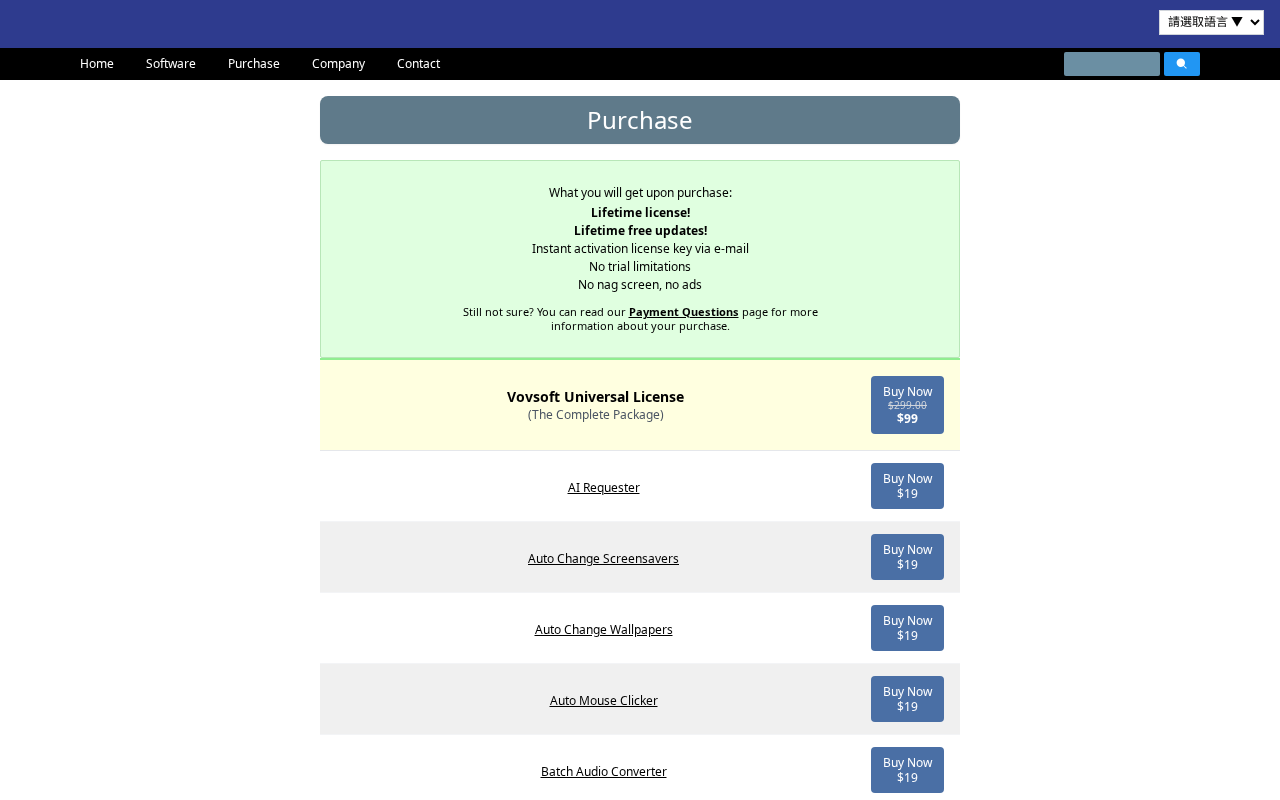 請選取語言 ▼
Home Software Purchase Company Contact
Purchase
What you will get upon purchase:
Lifetime license!
Lifetime free updates!
Instant activation license key via e-mail
No trial limitations
No nag screen, no ads
Still not sure? You can read our Payment Questions page for more
information about your purchase.
Vovsoft Universal License
(The Complete Package)
Buy Now
$299.00
$99
AI Requester
Buy Now
$19
Auto Change Screensavers
Buy Now
$19
Auto Change Wallpapers
Buy Now
$19
Auto Mouse Clicker
Buy Now
$19
Batch Audio Converter
Buy Now
$19